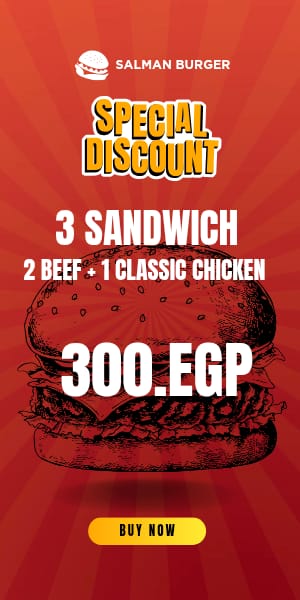 SALMAN BURGER
SPECIAL
DISCOUNT
3 SANDWICH
2 BEEF + 1 CLASSIC CHICKEN
300.EGP
BUY NOW